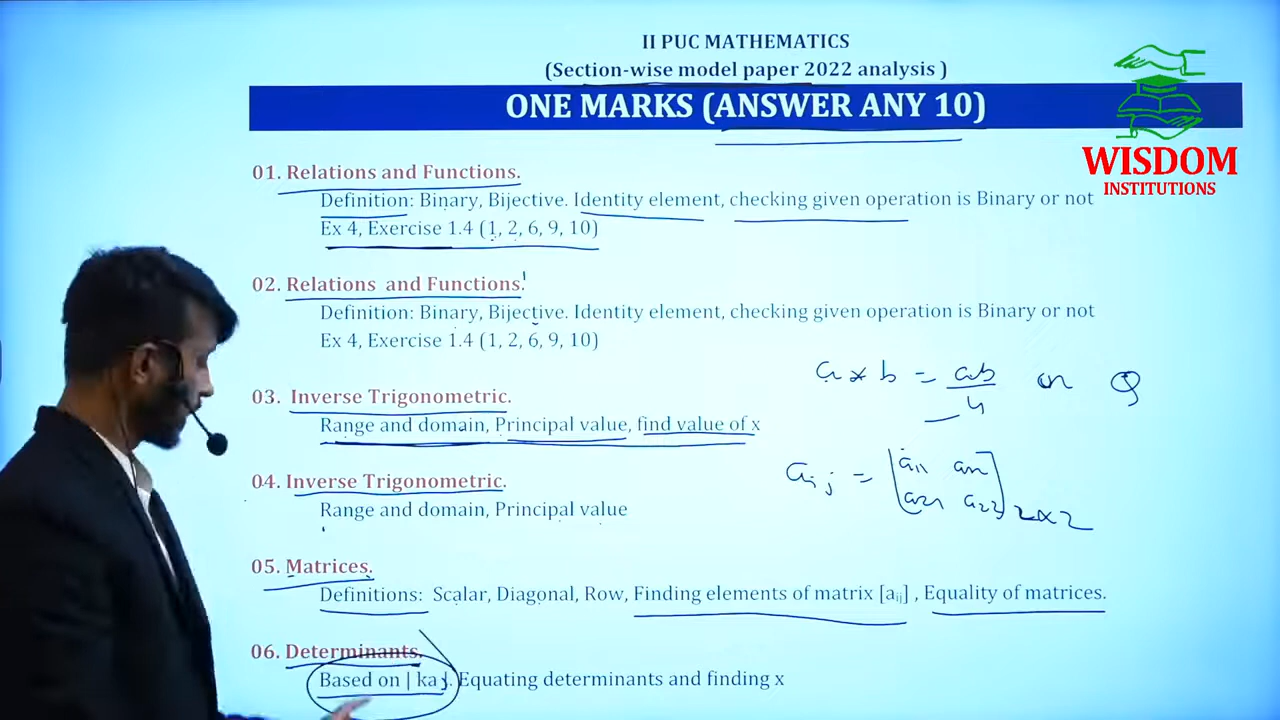 II PUC MATHEMATICS
(Section-wise model paper 2022 analysis )
ONE MARKS (ANSWER ANY 10)
WISDOM
INSTITUTIONS
01. Relations and Functions.
Definition: Binary, Bijective. Identity element, checking given operation is Binary or not
Ex 4, Exercise 1.4 (1, 2, 6, 9, 10)
02. Relations and Functions.
Definition: Binary, Bijective. Identity element, checking given operation is Binary or not
Ex 4, Exercise 1.4 (1, 2, 6, 9, 10)
a * b = ab/4 on Q
03. Inverse Trigonometric.
Range and domain, Principal value, find value of x
04. Inverse Trigonometric.
Range and domain, Principal value
aij = [a11 a12
a21 a22] 2x2
05. Matrices.
Definitions: Scalar, Diagonal, Row, Finding elements of matrix [aij] , Equality of matrices.
06. Determinants.
Based on | ka |. Equating determinants and finding x